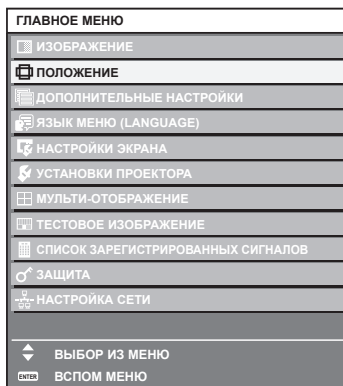 ГЛАВНОЕ МЕНЮ
ИЗОБРАЖЕНИЕ
ПОЛОЖЕНИЕ
ДОПОЛНИТЕЛЬНЫЕ НАСТРОЙКИ
ЯЗЫК МЕНЮ (LANGUAGE)
НАСТРОЙКИ ЭКРАНА
УСТАНОВКИ ПРОЕКТОРА
МУЛЬТИ-ОТОБРАЖЕНИЕ
ТЕСТОВОЕ ИЗОБРАЖЕНИЕ
СПИСОК ЗАРЕГИСТРИРОВАННЫХ СИГНАЛОВ
ЗАЩИТА
НАСТРОЙКА СЕТИ
ВЫБОР ИЗ МЕНЮ
ENTER ВСПОМ МЕНЮ